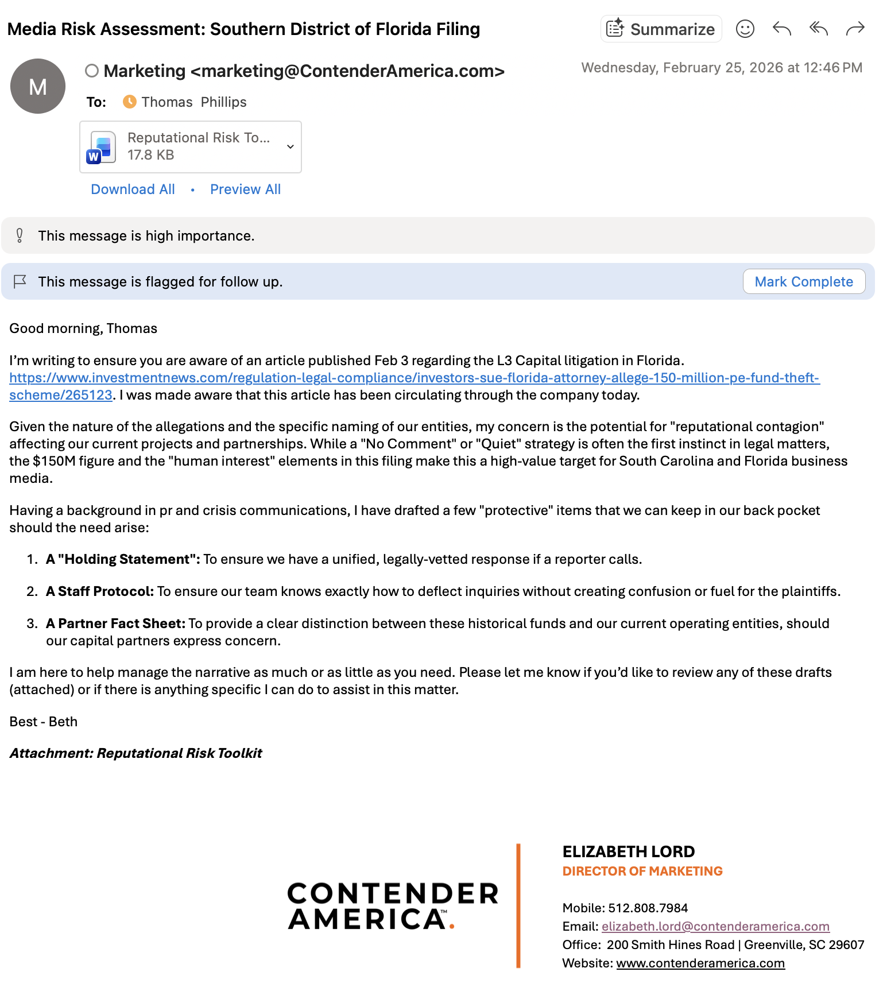 Media Risk Assessment: Southern District of Florida Filing
Summarize
M
Marketing <marketing@ContenderAmerica.com>
Wednesday, February 25, 2026 at 12:46 PM
To: Thomas Phillips
W
Reputational Risk To...
17.8 KB
Download All • Preview All
This message is high importance.
This message is flagged for follow up.
Mark Complete
Good morning, Thomas
I’m writing to ensure you are aware of an article published Feb 3 regarding the L3 Capital litigation in Florida.
https://www.investmentnews.com/regulation-legal-compliance/investors-sue-florida-attorney-allege-150-million-pe-fund-theft-
scheme/265123. I was made aware that this article has been circulating through the company today.
Given the nature of the allegations and the specific naming of our entities, my concern is the potential for "reputational contagion"
affecting our current projects and partnerships. While a "No Comment" or "Quiet" strategy is often the first instinct in legal matters,
the $150M figure and the "human interest" elements in this filing make this a high-value target for South Carolina and Florida business
media.
Having a background in pr and crisis communications, I have drafted a few "protective" items that we can keep in our back pocket
should the need arise:
1. A "Holding Statement": To ensure we have a unified, legally-vetted response if a reporter calls.
2. A Staff Protocol: To ensure our team knows exactly how to deflect inquiries without creating confusion or fuel for the plaintiffs.
3. A Partner Fact Sheet: To provide a clear distinction between these historical funds and our current operating entities, should
our capital partners express concern.
I am here to help manage the narrative as much or as little as you need. Please let me know if you’d like to review any of these drafts
(attached) or if there is anything specific I can do to assist in this matter.
Best - Beth
Attachment: Reputational Risk Toolkit
CONTENDER
AMERICA™.
ELIZABETH LORD
DIRECTOR OF MARKETING
Mobile: 512.808.7984
Email: elizabeth.lord@contenderamerica.com
Office: 200 Smith Hines Road | Greenville, SC 29607
Website: www.contenderamerica.com